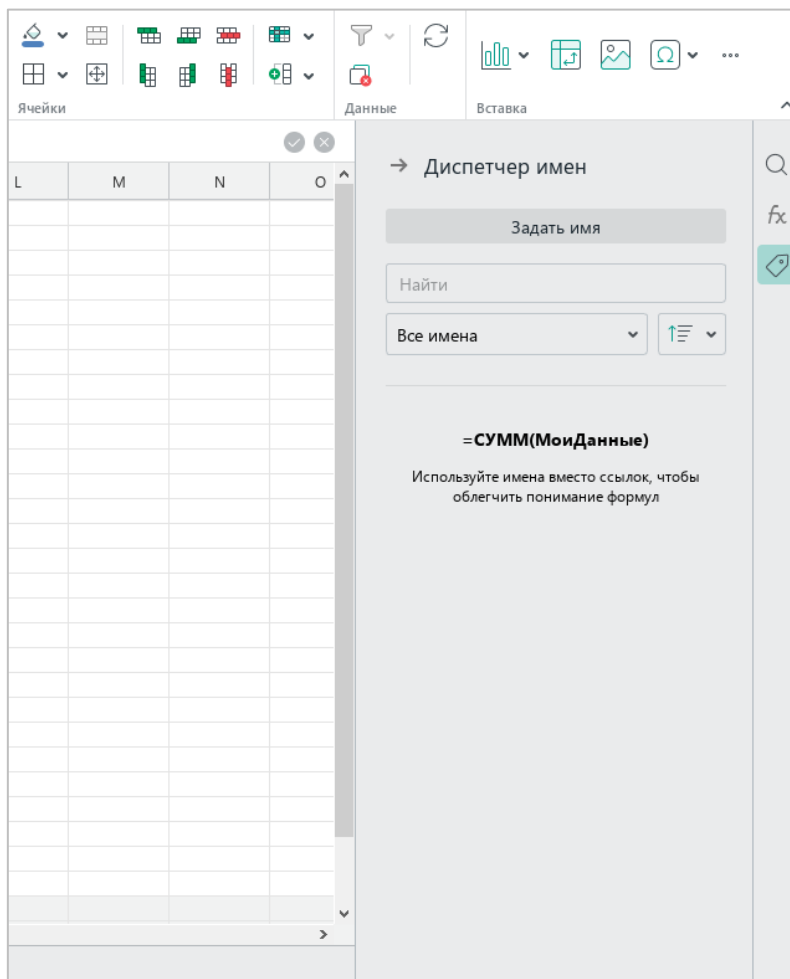 Ячейки
Данные
Вставка
L M N O
Диспетчер имен
Задать имя
Найти
Все имена
=СУММ(МоиДанные)
Используйте имена вместо ссылок, чтобы
облегчить понимание формул
fx
Ω